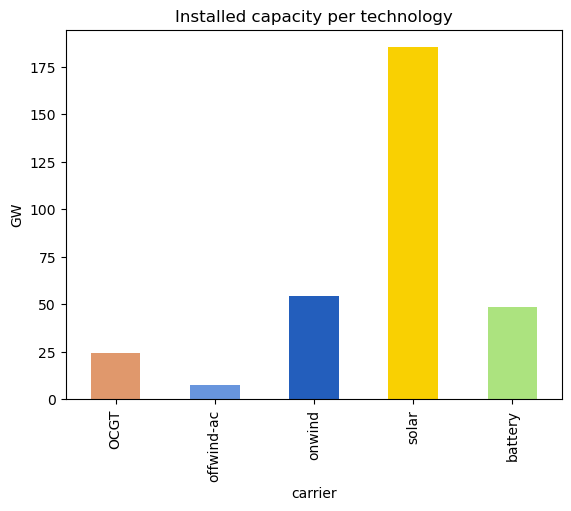 Installed capacity per technology
175
150
125
100
75
50
25
0
GW
OCGT
offwind-ac
onwind
solar
battery
carrier